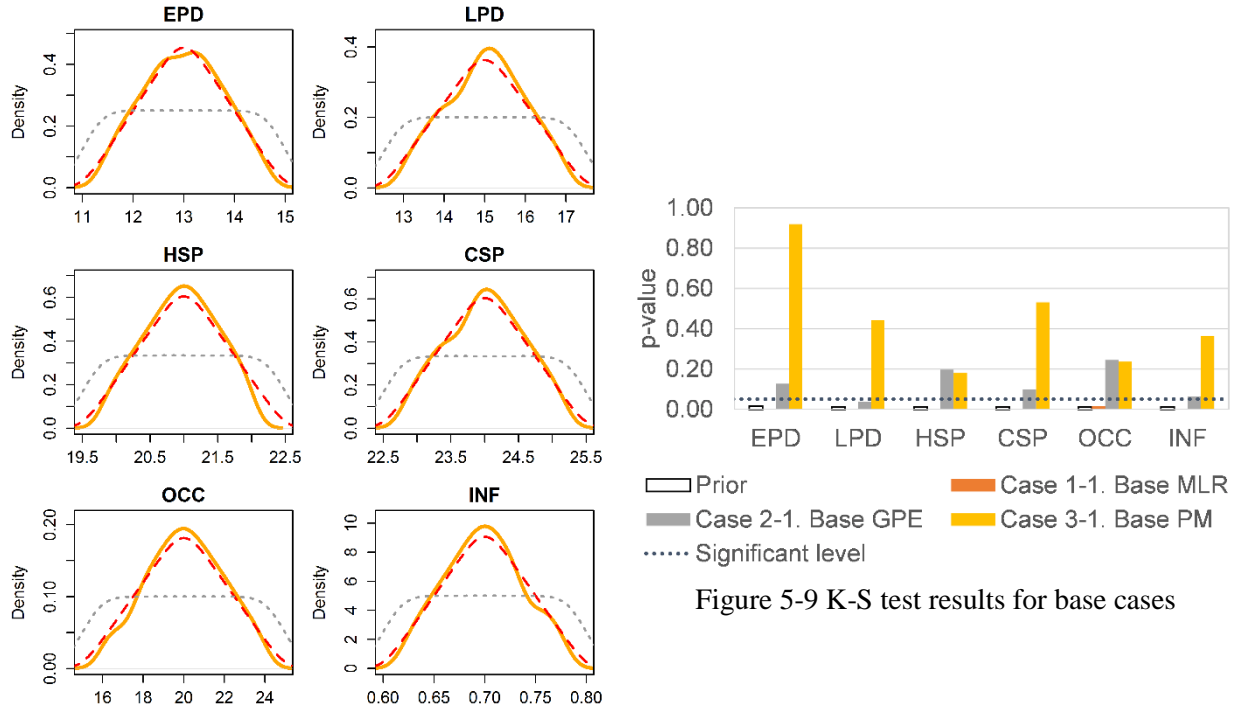 EPD
Density
0.0 0.2 0.4
11 12 13 14 15
LPD
Density
0.0 0.2 0.4
13 14 15 16 17
HSP
Density
0.0 0.2 0.4 0.6
19.5 20.5 21.5 22.5
CSP
Density
0.0 0.2 0.4 0.6
22.5 23.5 24.5 25.5
OCC
Density
0.00 0.10 0.20
16 18 20 22 24
INF
Density
0 2 4 6 8 10
0.60 0.65 0.70 0.75 0.80
p-value
1.00
0.80
0.60
0.40
0.20
0.00
EPD LPD HSP CSP OCC INF
Prior
Case 1-1. Base MLR
Case 2-1. Base GPE
Case 3-1. Base PM
Significant level
Figure 5-9 K-S test results for base cases